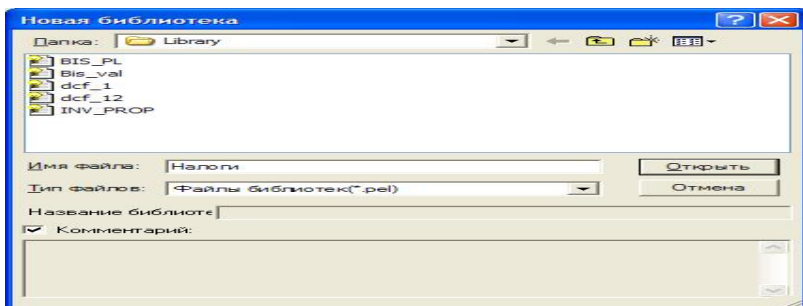 Новая библиотека
Папка: Library
BIS_PL
Bis_val
dcf_1
dcf_12
INV_PROP
Имя файла: Налоги Открыть
Тип файлов: Файлы библиотек(*.pel) Отмена
Название библиоте
Комментарий: